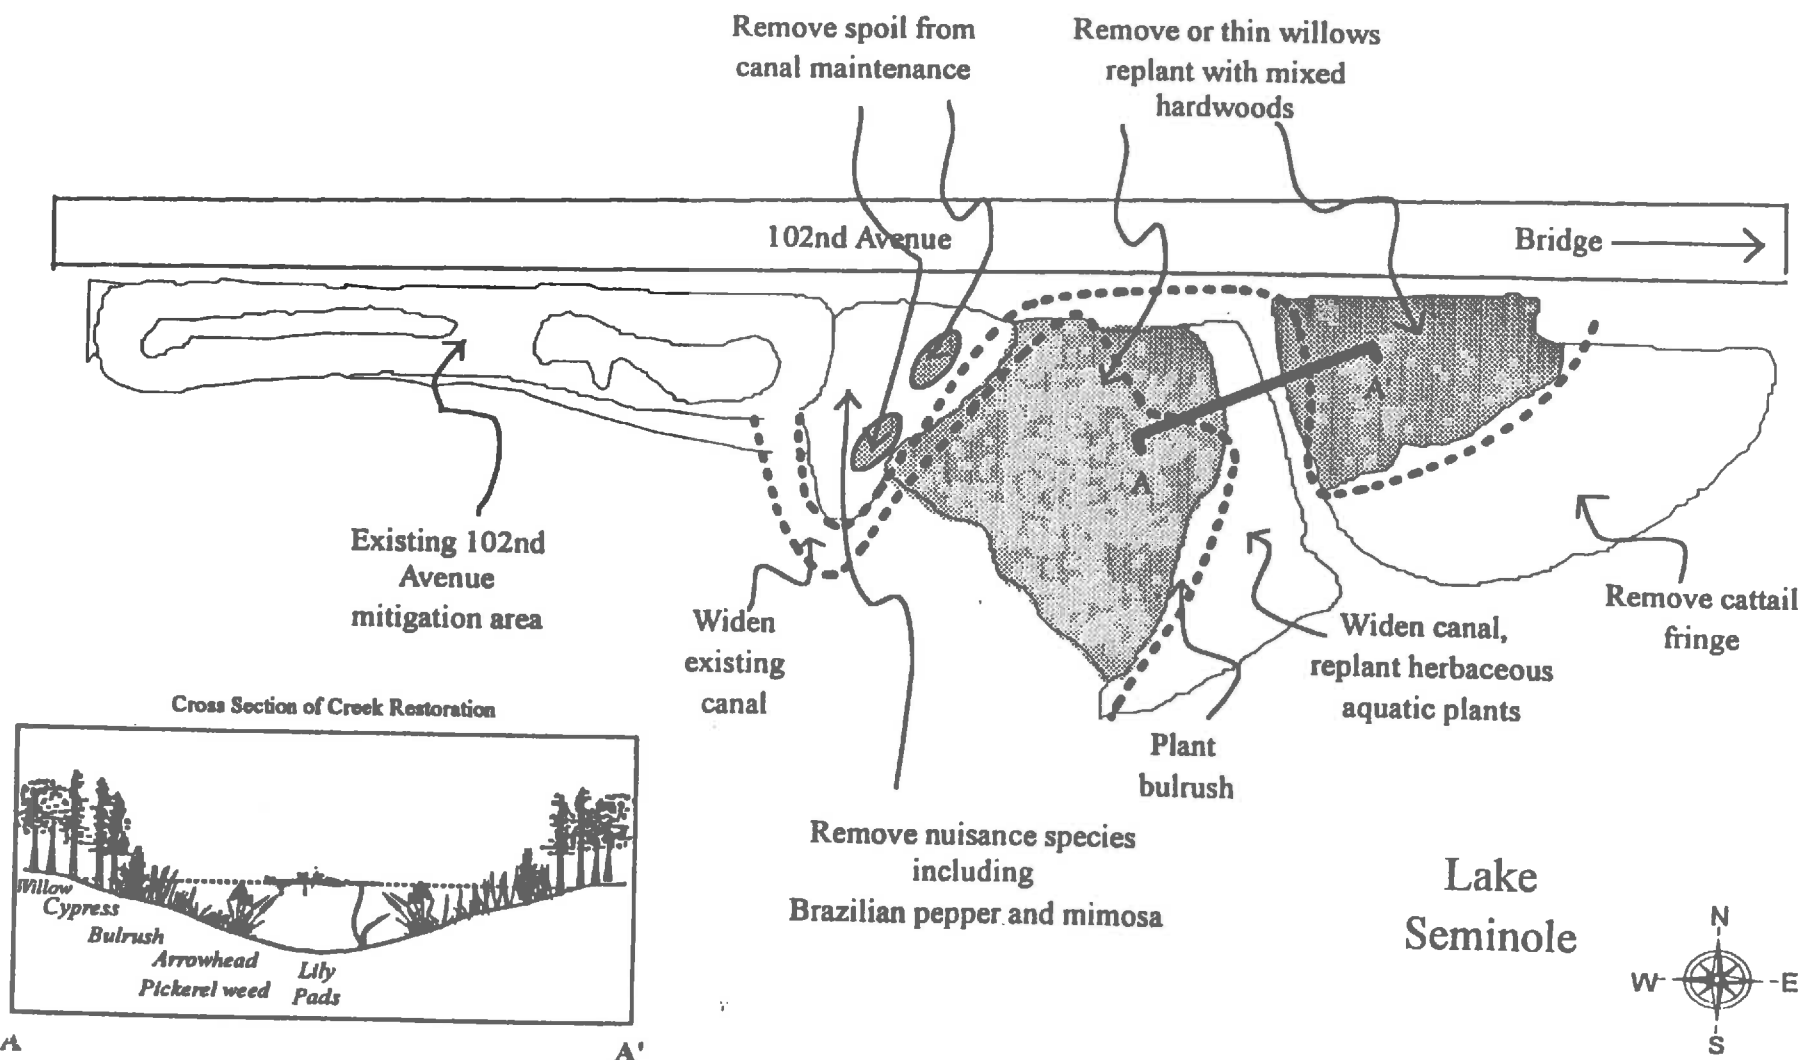 Remove spoil from
canal maintenance
Remove or thin willows
replant with mixed
hardwoods
102nd Avenue
Bridge
A'
A
Existing 102nd
Avenue
mitigation area
Widen
existing
canal
Widen canal,
replant herbaceous
aquatic plants
Remove cattail
fringe
Plant
bulrush
Remove nuisance species
including
Brazilian pepper and mimosa
Cross Section of Creek Restoration
Willow
Cypress
Bulrush
Arrowhead
Pickerel weed
Lily
Pads
A
A'
Lake
Seminole
N
W
E
S